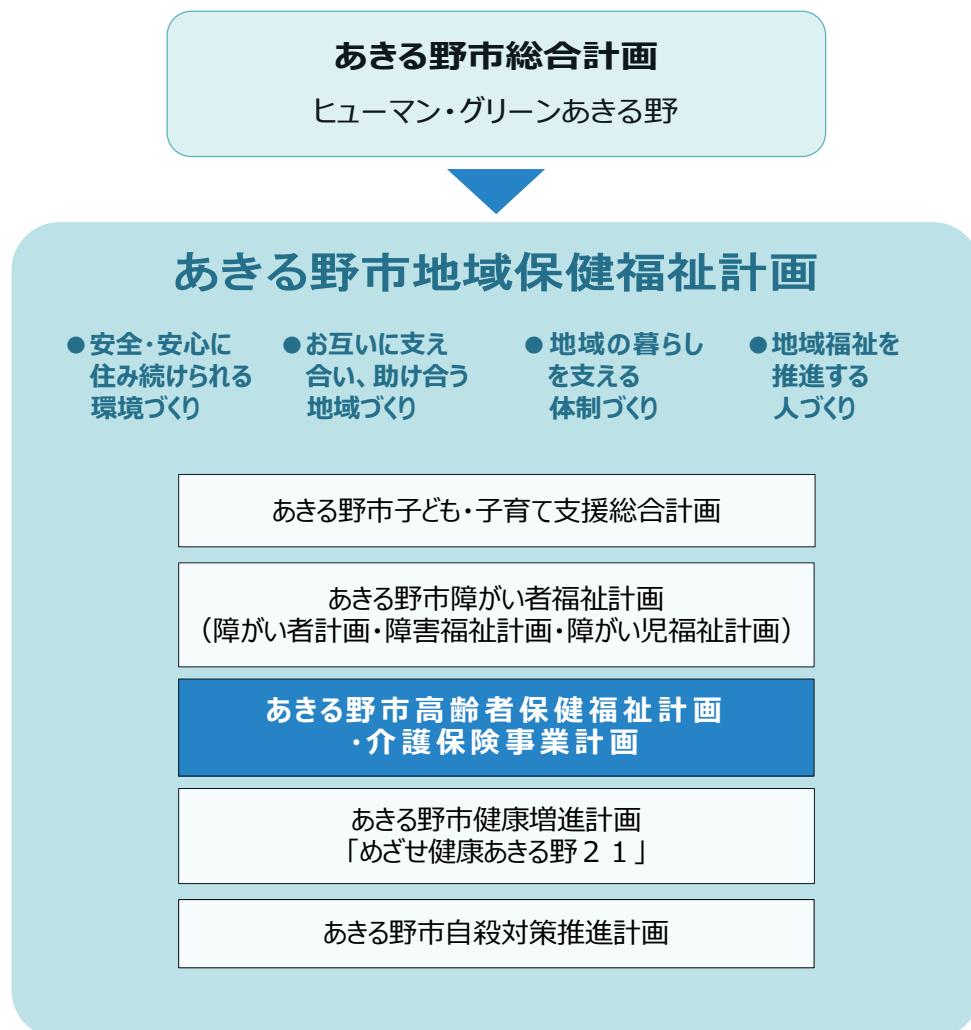 あきる野市総合計画
ヒューマン・グリーンあきる野
あきる野市地域保健福祉計画
●安全・安心に
住み続けられる
環境づくり
●お互いに支え
合い、助け合う
地域づくり
●地域の暮らし
を支える
体制づくり
●地域福祉を
推進する
人づくり
あきる野市子ども・子育て支援総合計画
あきる野市障がい者福祉計画
（障がい者計画・障害福祉計画・障がい児福祉計画）
あきる野市高齢者保健福祉計画
・介護保険事業計画
あきる野市健康増進計画
「めざせ健康あきる野２１」
あきる野市自殺対策推進計画